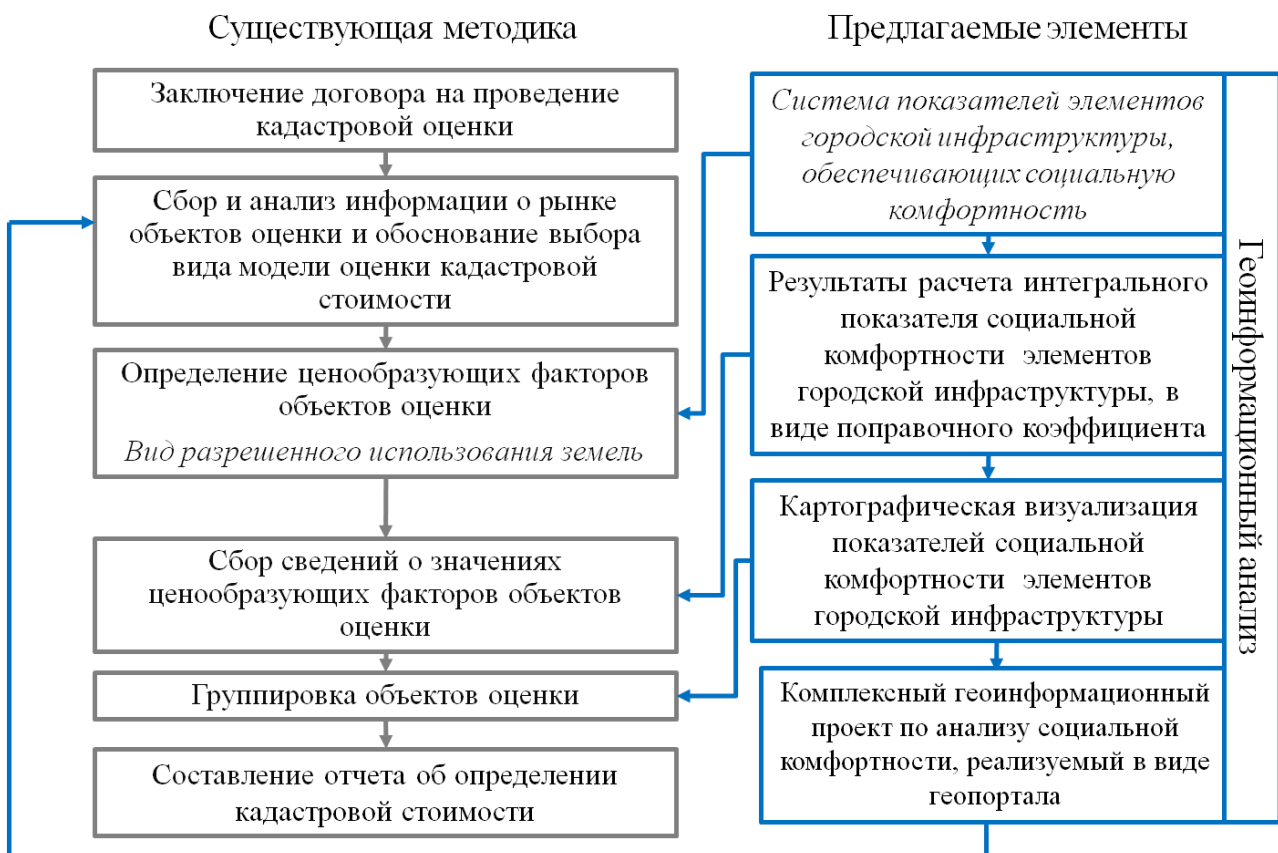 Существующая методика
Заключение договора на проведение
кадастровой оценки
Сбор и анализ информации о рынке
объектов оценки и обоснование выбора
вида модели оценки кадастровой
стоимости
Определение ценообразующих факторов
объектов оценки
Вид разрешенного использования земель
Сбор сведений о значениях
ценообразующих факторов объектов
оценки
Группировка объектов оценки
Составление отчета об определении
кадастровой стоимости
Предлагаемые элементы
Система показателей элементов
городской инфраструктуры,
обеспечивающих социальную
комфортность
Результаты расчета интегрального
показателя социальной
комфортности элементов
городской инфраструктуры, в
виде поправочного коэффициента
Картографическая визуализация
показателей социальной
комфортности элементов
городской инфраструктуры
Комплексный геоинформационный
проект по анализу социальной
комфортности, реализуемый в виде
геопортала
Геоинформационный анализ